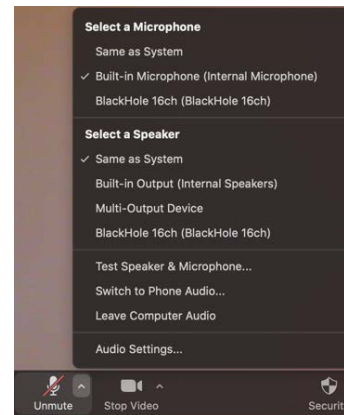 Select a Microphone
Same as System
✓ Built-in Microphone (Internal Microphone)
BlackHole 16ch (BlackHole 16ch)
Select a Speaker
✓ Same as System
Built-in Output (Internal Speakers)
Multi-Output Device
BlackHole 16ch (BlackHole 16ch)
Test Speaker & Microphone...
Switch to Phone Audio...
Leave Computer Audio
Audio Settings...
Unmute
Stop Video
Securit